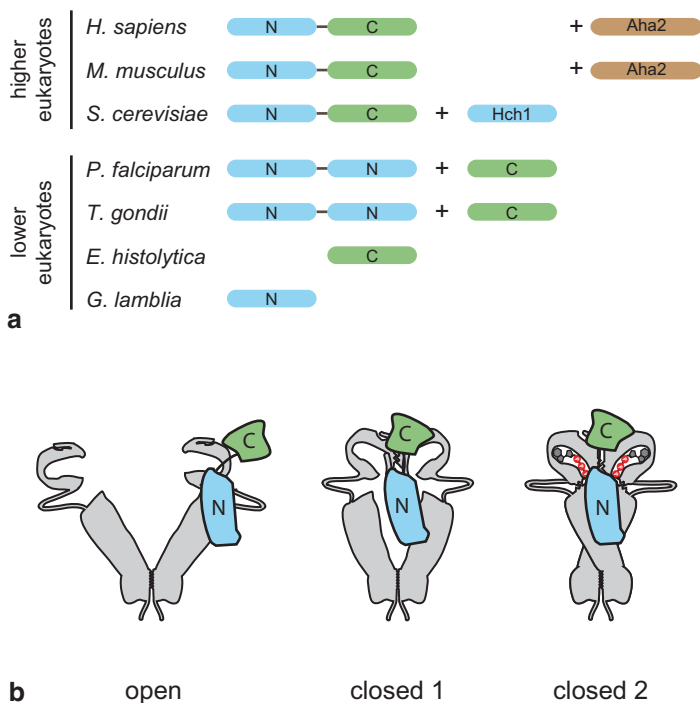 higher eukaryotes
H. sapiens N C + Aha2
M. musculus N C + Aha2
S. cerevisiae N C + Hch1
lower eukaryotes
P. falciparum N N + C
T. gondii N N + C
E. histolytica C
G. lamblia N
a
C C C
N N N
b open closed 1 closed 2